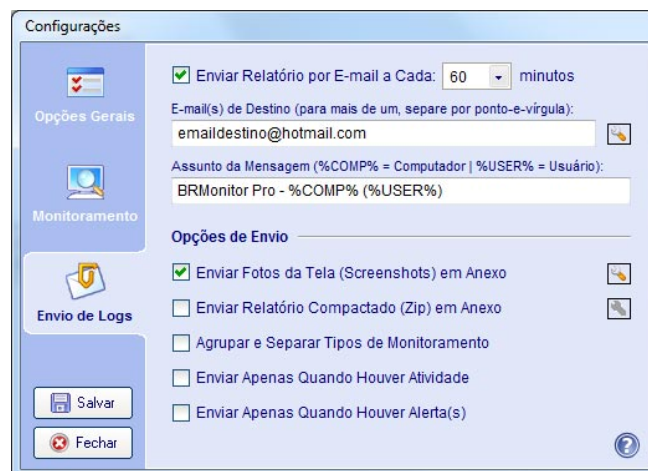 Configurações
Opções Gerais
Monitoramento
Envio de Logs
Salvar
Fechar
Enviar Relatório por E-mail a Cada: 60 minutos
E-mail(s) de Destino (para mais de um, separe por ponto-e-vírgula):
emaildestino@hotmail.com
Assunto da Mensagem (%COMP% = Computador | %USER% = Usuário):
BRMonitor Pro - %COMP% (%USER%)
Opções de Envio
Enviar Fotos da Tela (Screenshots) em Anexo
Enviar Relatório Compactado (Zip) em Anexo
Agrupar e Separar Tipos de Monitoramento
Enviar Apenas Quando Houver Atividade
Enviar Apenas Quando Houver Alerta(s)
?